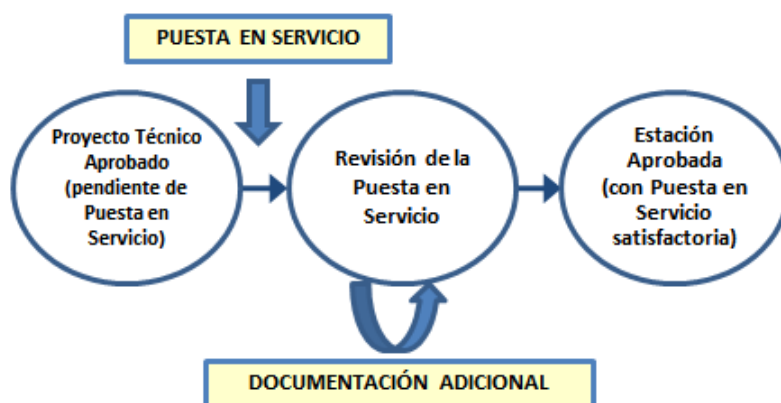 PUESTA EN SERVICIO
Proyecto Técnico
Aprobado
(pendiente de
Puesta en
Servicio)
Revisión de la
Puesta en
Servicio
Estación
Aprobada
(con Puesta en
Servicio
satisfactoria)
DOCUMENTACIÓN ADICIONAL